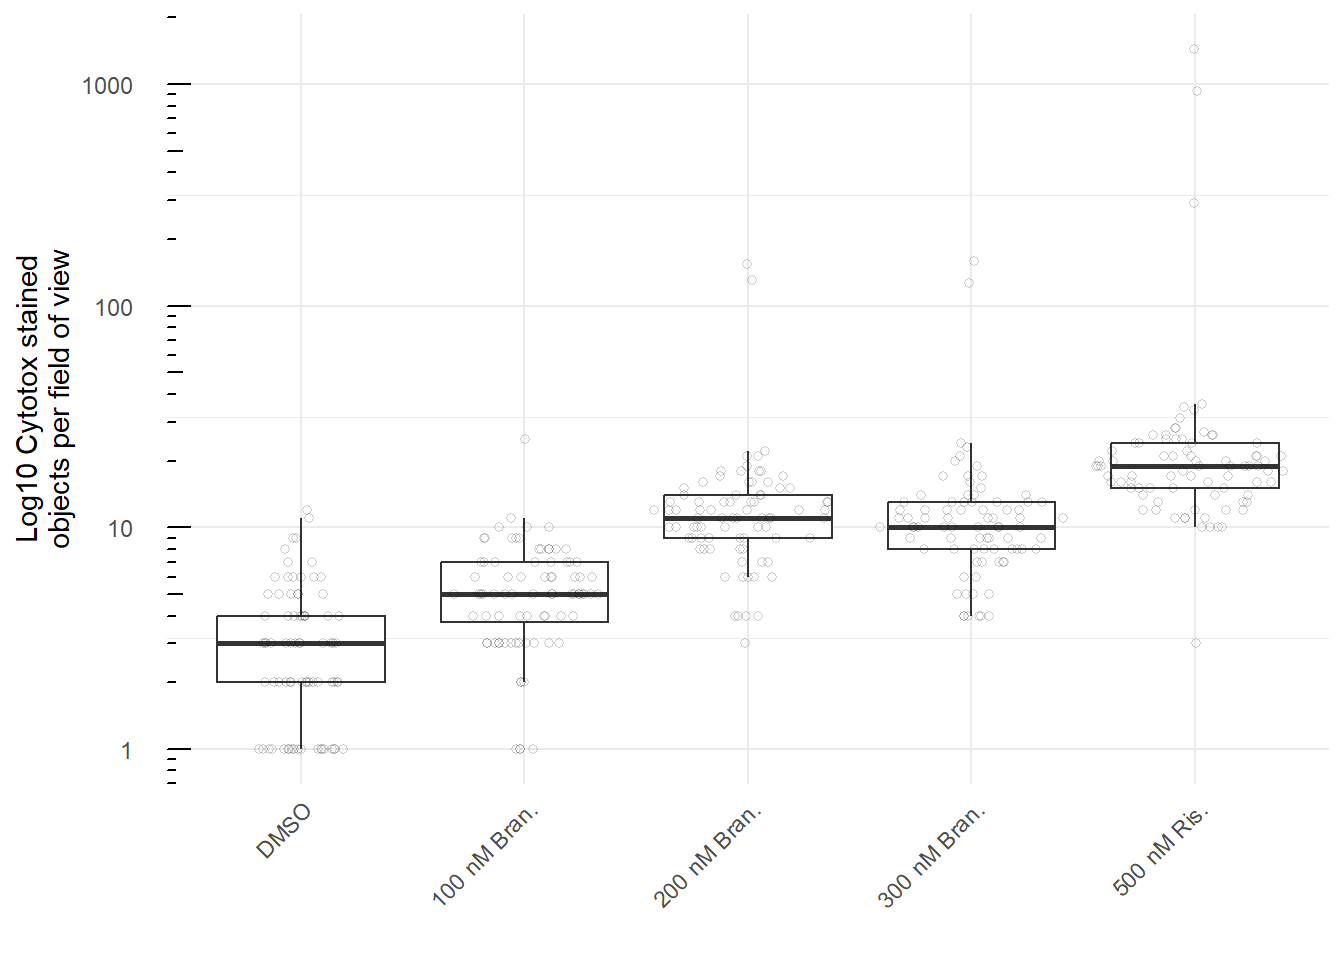 Log10 Cytotox stained
objects per field of view
1000
100
10
1
DMSO
100 nM Bran.
200 nM Bran.
300 nM Bran.
500 nM Ris.